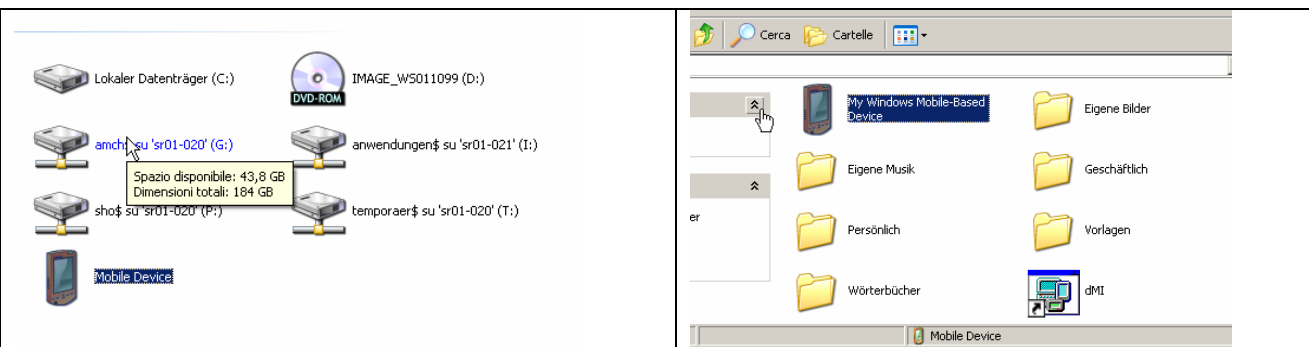 Lokaler Datenträger (C:)
IMAGE_WS011099 (D:)
DVD-ROM
su 'sr01-020' (G:)
anwendungen$ su 'sr01-021' (I:)
Spazio disponibile: 43,8 GB
Dimensioni totali: 184 GB
sho$ su 'sr01-020' (P:)
temporaer$ su 'sr01-020' (T:)
Mobile Device
Cerca
Cartelle
My Windows Mobile-Based
Device
Eigene Bilder
Eigene Musik
Geschäftlich
er
Persönlich
Vorlagen
Wörterbücher
dMI
Mobile Device